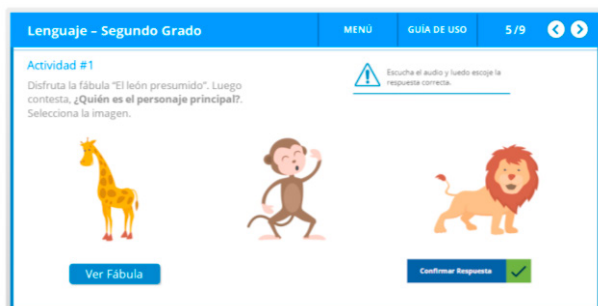 Lenguaje – Segundo Grado
MENÚ
GUÍA DE USO
5/9
Actividad #1
Disfruta la fábula "El león presumido". Luego
contesta, ¿Quién es el personaje principal?.
Selecciona la imagen.
Escucha el audio y luedo escoje la
respuesta correcta.
Ver Fábula
Confirmar Respuesta